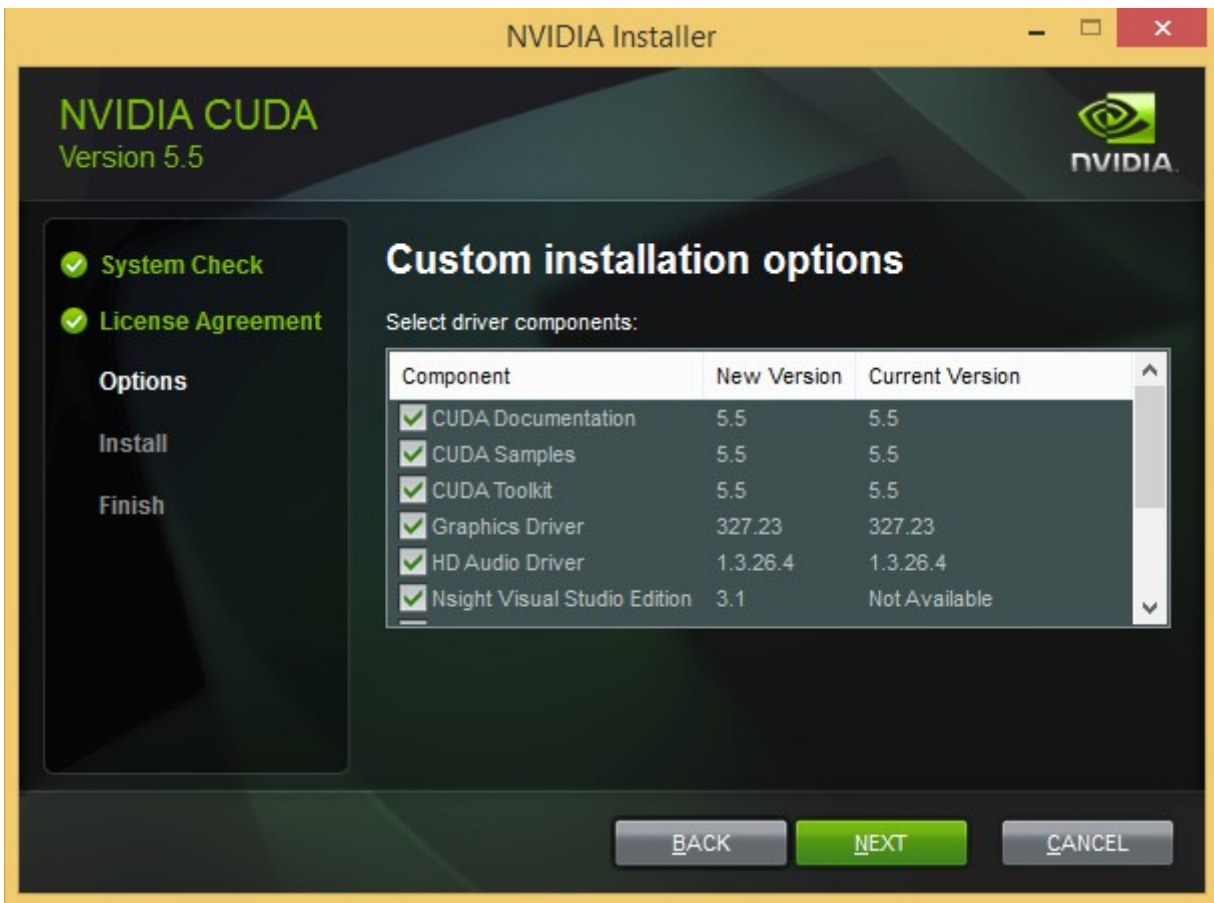 NVIDIA Installer
NVIDIA CUDA
Version 5.5
NVIDIA.
System Check
License Agreement
Options
Install
Finish
Custom installation options
Select driver components:
Component New Version Current Version
CUDA Documentation 5.5 5.5
CUDA Samples 5.5 5.5
CUDA Toolkit 5.5 5.5
Graphics Driver 327.23 327.23
HD Audio Driver 1.3.26.4 1.3.26.4
Nsight Visual Studio Edition 3.1 Not Available
BACK NEXT CANCEL